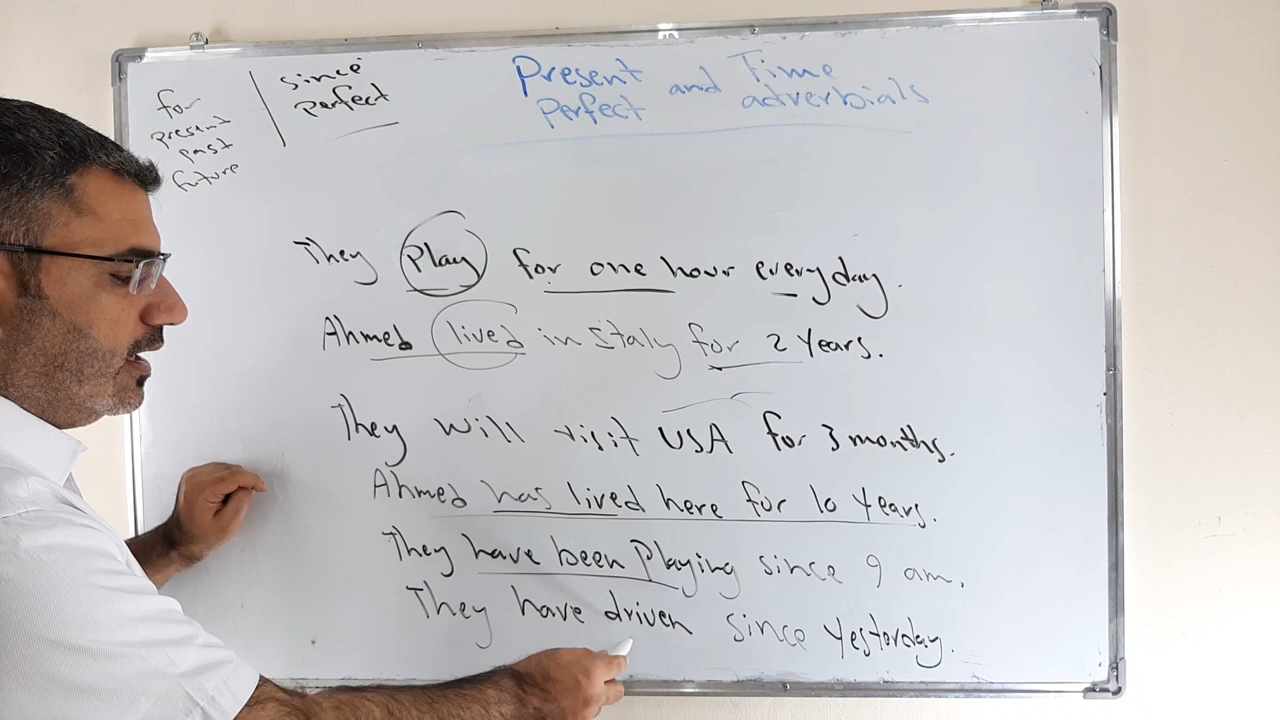 for
present
past
future
since
perfect
Present and Time
perfect adverbials
They play for one hour everyday.
Ahmed lived in Italy for 2 Years.
They will visit USA for 3 months.
Ahmed has lived here for 10 Years.
They have been Playing since 9 am.
They have driven since Yesterday.